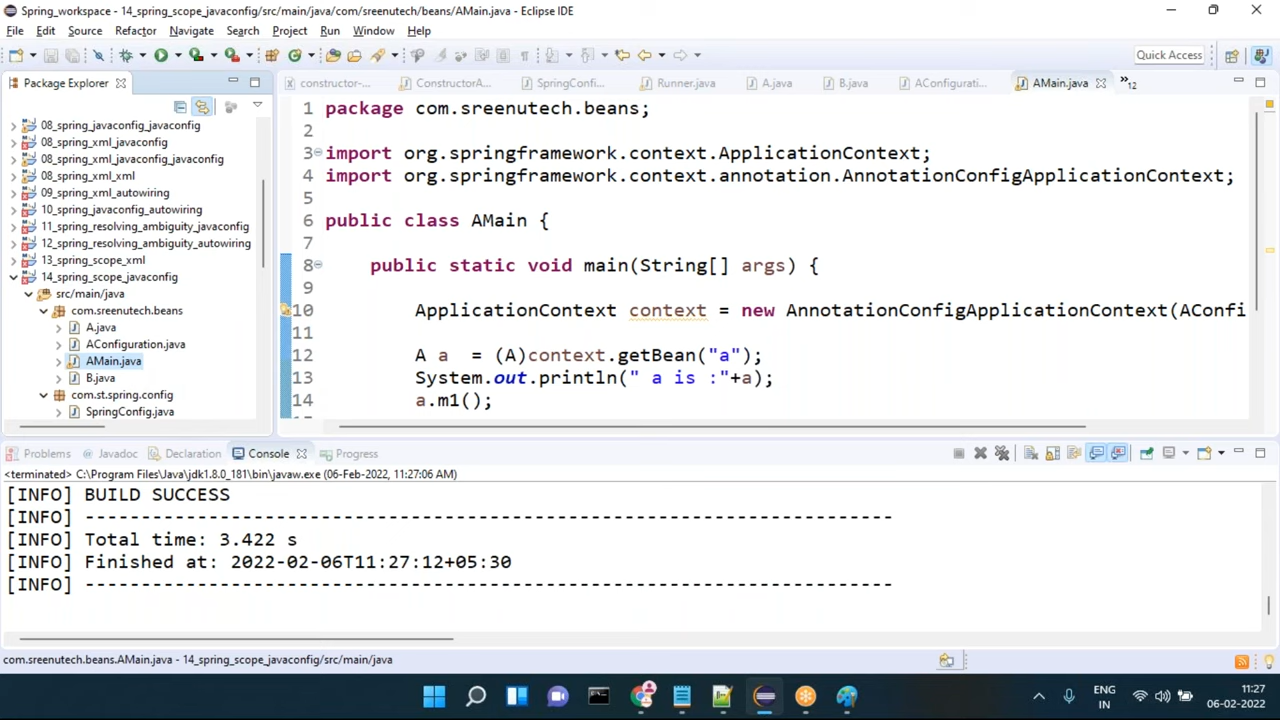 Spring_workspace - 14_spring_scope_javaconfig/src/main/java/com/sreenutech/beans/AMain.java - Eclipse IDE
File Edit Source Refactor Navigate Search Project Run Window Help
Quick Access
Package Explorer
constructor-... ConstructorA... SpringConfi... Runner.java A.java B.java AConfigurati... AMain.java »12
08_spring_javaconfig_javaconfig
08_spring_xml_javaconfig
08_spring_xml_javaconfig_javaconfig
08_spring_xml_xml
09_spring_xml_autowiring
10_spring_javaconfig_autowiring
11_spring_resolving_ambiguity_javaconfig
12_spring_resolving_ambiguity_autowiring
13_spring_scope_xml
14_spring_scope_javaconfig
src/main/java
com.sreenutech.beans
A.java
AConfiguration.java
AMain.java
B.java
com.st.spring.config
SpringConfig.java
1 package com.sreenutech.beans;
2
3 import org.springframework.context.ApplicationContext;
4 import org.springframework.context.annotation.AnnotationConfigApplicationContext;
5
6 public class AMain {
7
8 public static void main(String[] args) {
9
10 ApplicationContext context = new AnnotationConfigApplicationContext(AConfi
11
12 A a = (A)context.getBean("a");
13 System.out.println(" a is :"+a);
14 a.m1();
Problems Javadoc Declaration Console Progress
<terminated> C:\Program Files\Java\jdk1.8.0_181\bin\javaw.exe (06-Feb-2022, 11:27:06 AM)
[INFO] BUILD SUCCESS
[INFO] ------------------------------------------------------------------------
[INFO] Total time: 3.422 s
[INFO] Finished at: 2022-02-06T11:27:12+05:30
[INFO] ------------------------------------------------------------------------
com.sreenutech.beans.AMain.java - 14_spring_scope_javaconfig/src/main/java
ENG
IN
11:27
06-02-2022